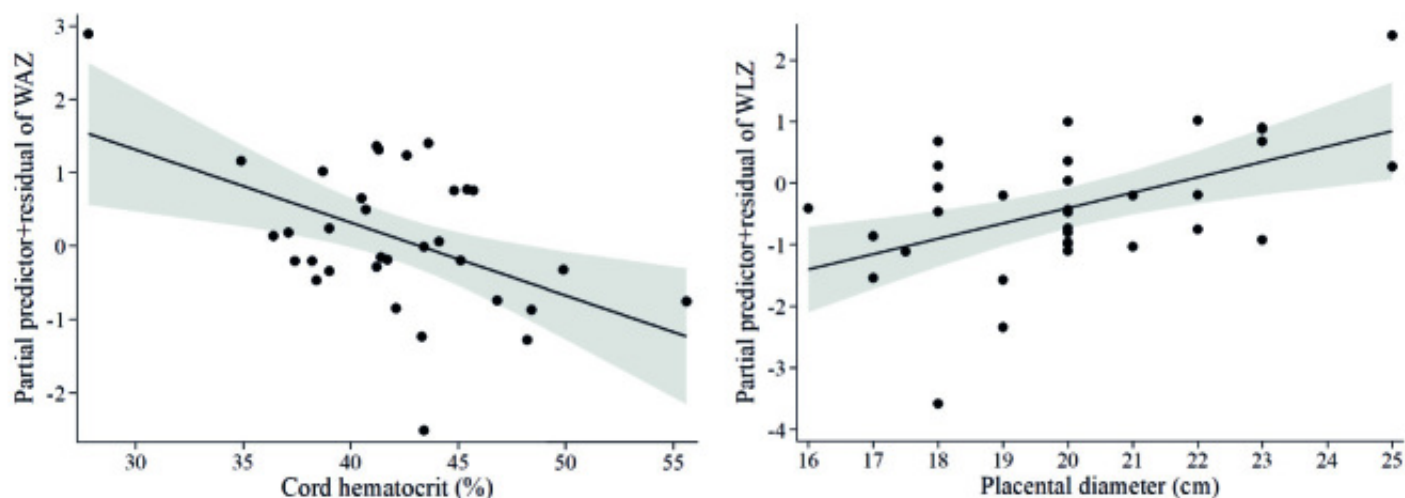 Partial predictor+residual of WAZ
3
2
1
0
-1
-2
30 35 40 45 50 55
Cord hematocrit (%)
Partial predictor+residual of WLZ
2
1
0
-1
-2
-3
-4
16 17 18 19 20 21 22 23 24 25
Placental diameter (cm)